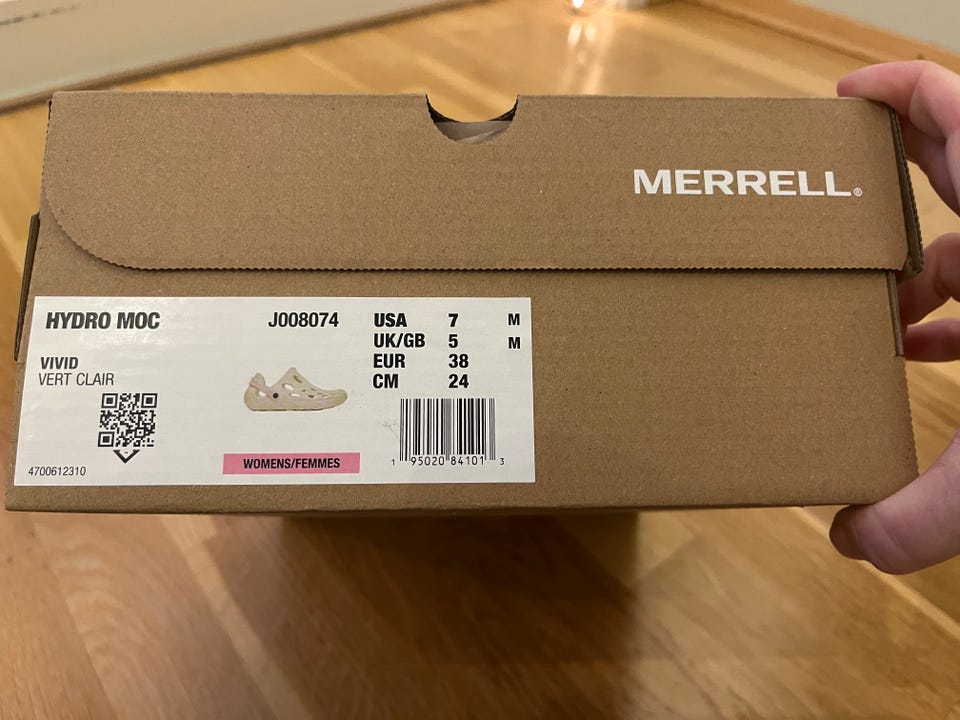 MERRELL®
HYDRO MOC J008074
VIVID
VERT CLAIR
USA 7 M
UK/GB 5 M
EUR 38
CM 24
WOMENS/FEMMES
4700612310
1 95020 84101 3